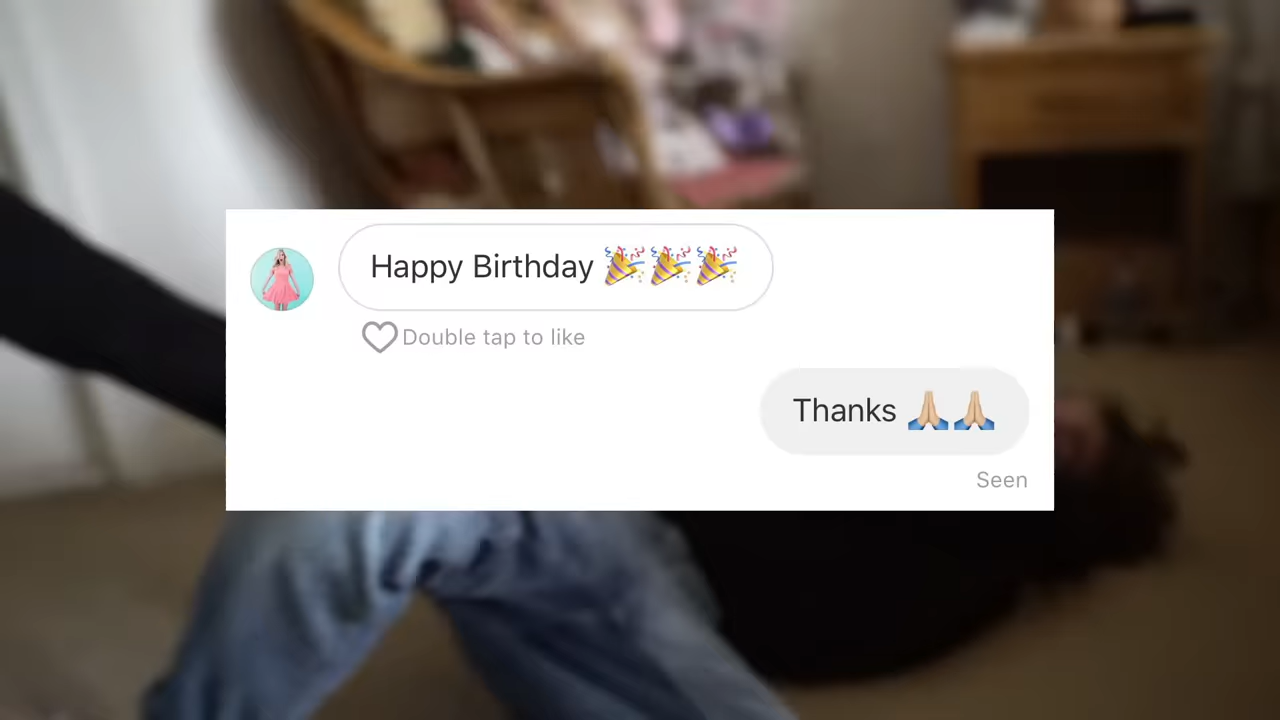 Happy Birthday 🎉🎉🎉
Double tap to like
Thanks 🙏🏼🙏🏼
Seen